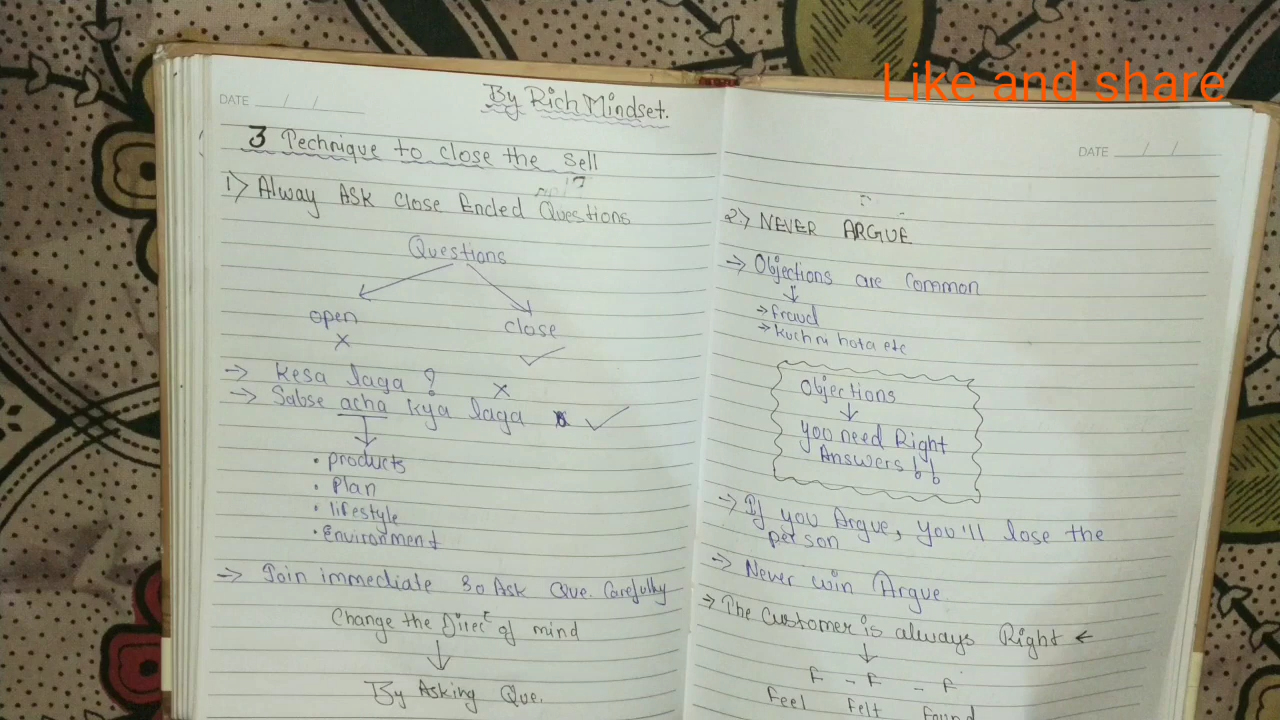 Like and share
DATE / /
By Rich Mindset.
3 Technique to close the sell
1) Alway ASK Close Ended Questions
Questions
open close
× ✓
→ Kesa laga ? ×
→ Sabse acha kya laga ✓
• products
• plan
• lifestyle
• Environment
→ Join immediate so Ask Que. Carefully
Change the Direct of mind
By Asking Que.
DATE / /
2) NEVER ARGUE
→ Objections are Common
→ fraud
→ kuch ni hota etc
Objections
you need Right
Answers !!
→ If you Argue, you'll lose the
person
→ Never win Argue.
→ The Customer is always Right ←
F - F - F
Feel Felt Found